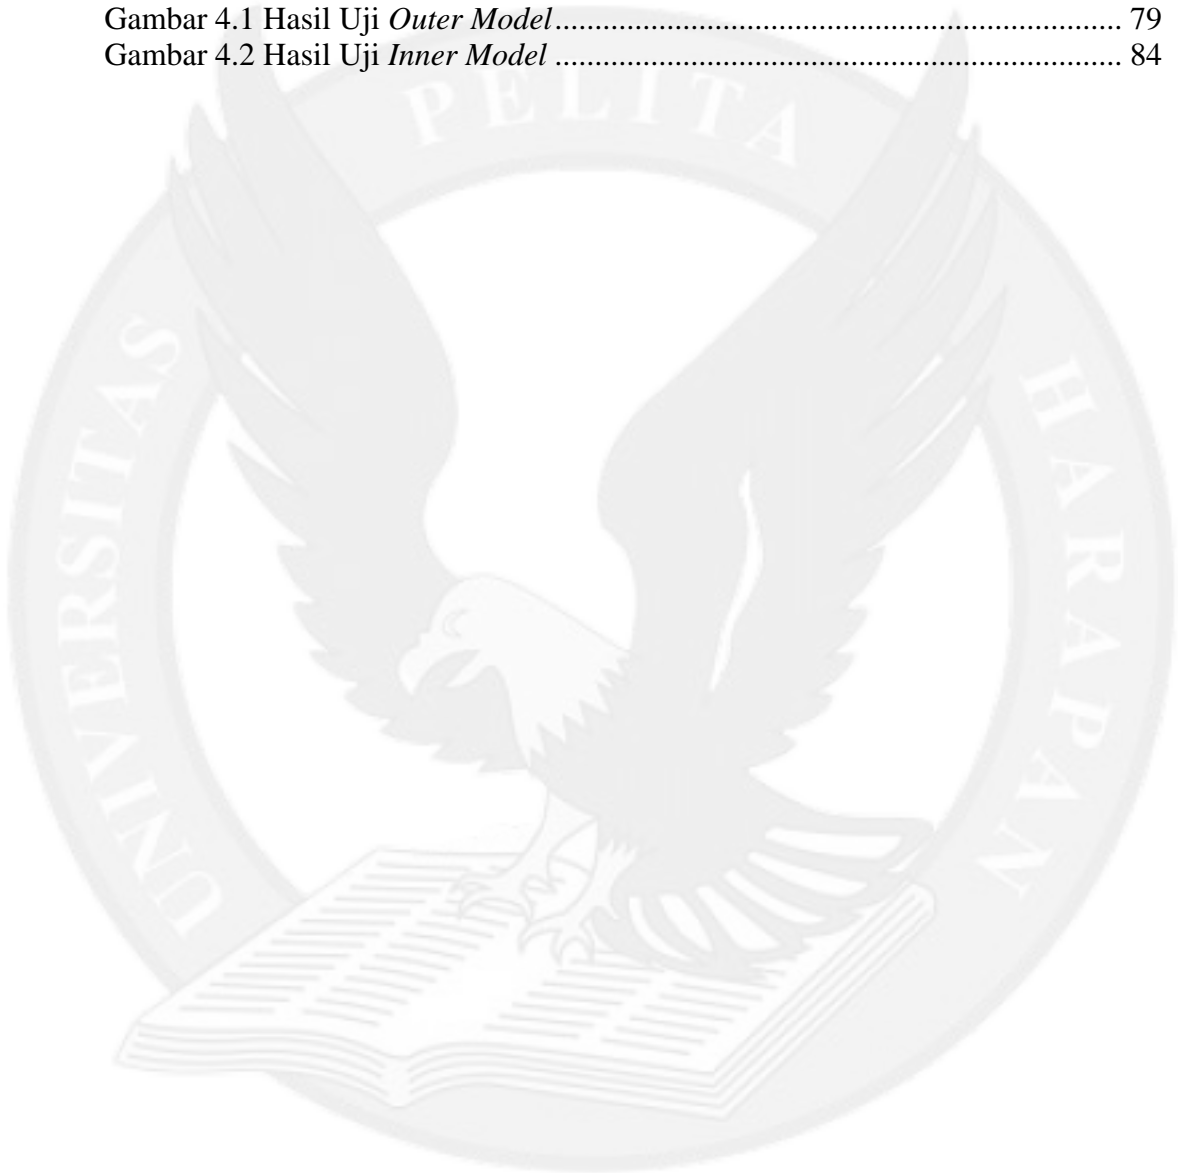 Gambar 4.1 Hasil Uji Outer Model....................................................................... 79
Gambar 4.2 Hasil Uji Inner Model ....................................................................... 84
UNIVERSITAS PELITA HARAPAN